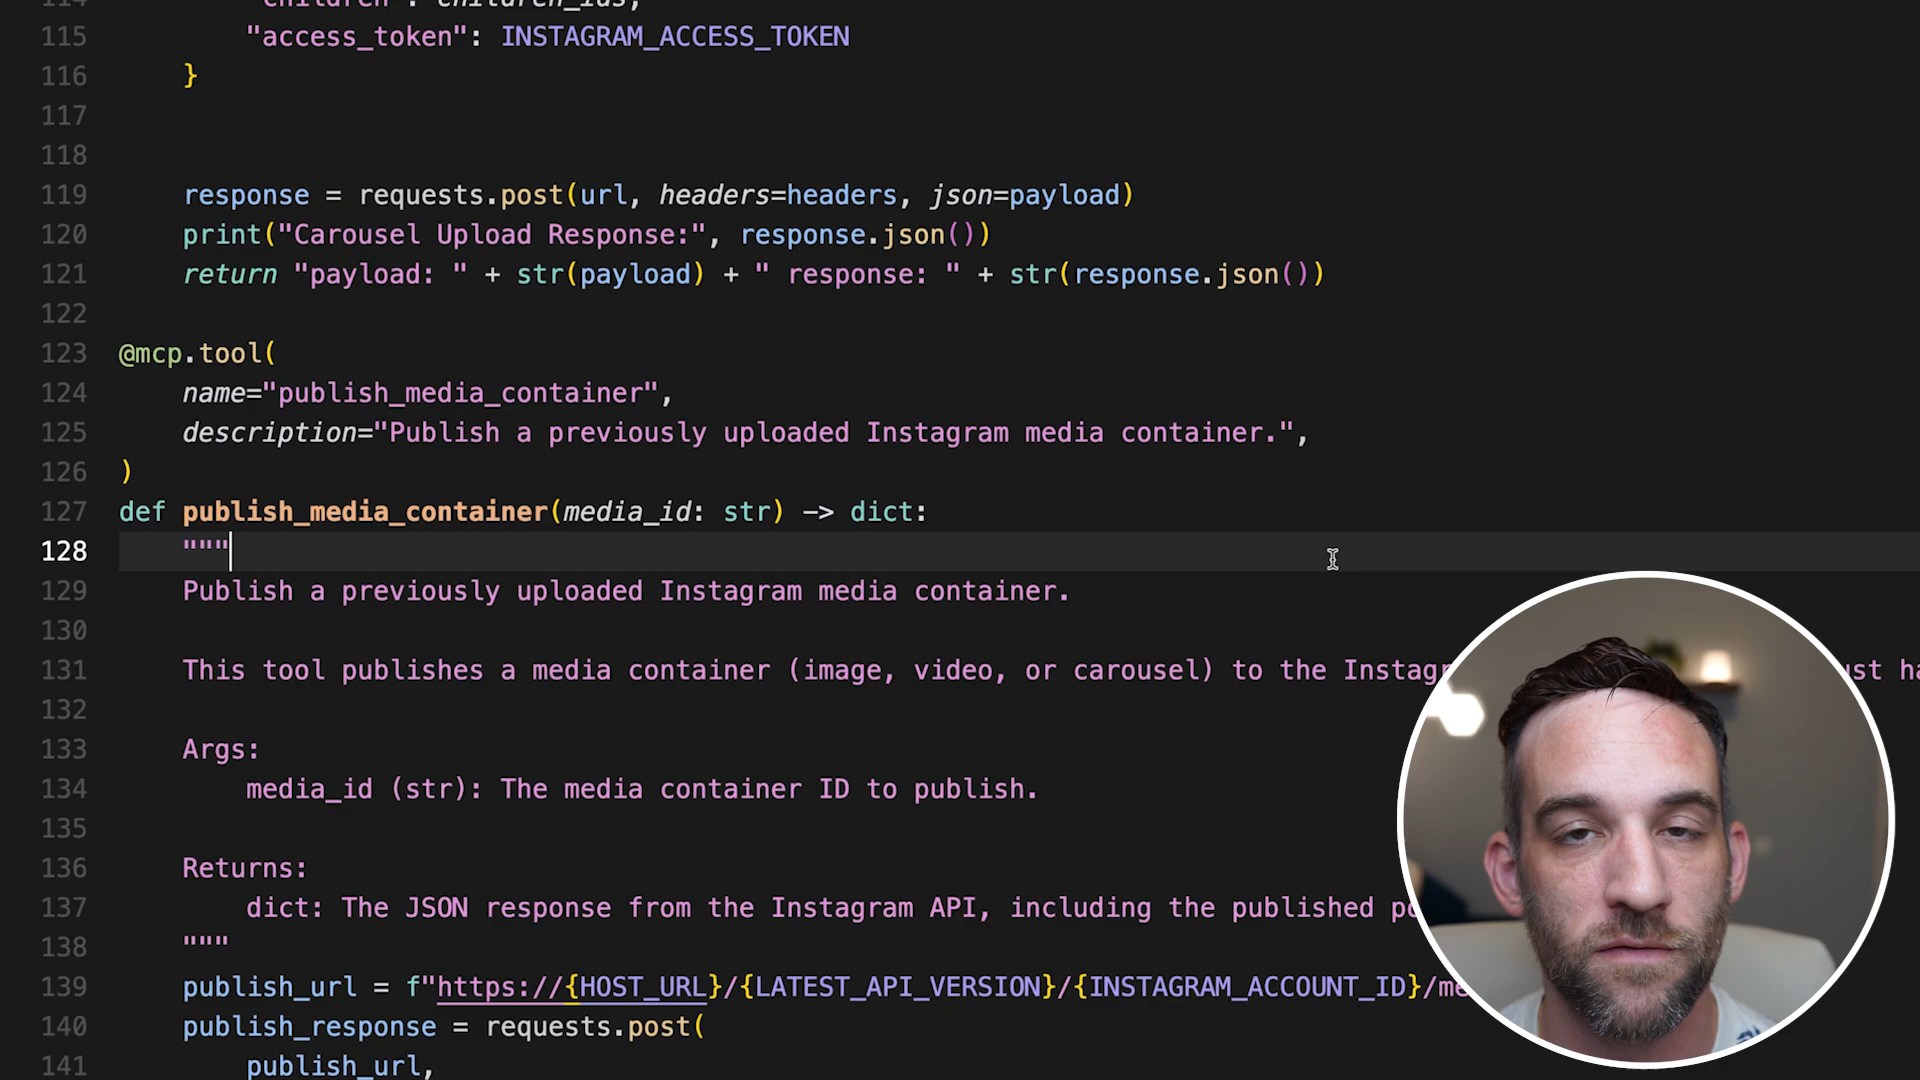 114 "children": children_ids,
115 "access_token": INSTAGRAM_ACCESS_TOKEN
116 }
117
118
119 response = requests.post(url, headers=headers, json=payload)
120 print("Carousel Upload Response:", response.json())
121 return "payload: " + str(payload) + " response: " + str(response.json())
122
123 @mcp.tool(
124 name="publish_media_container",
125 description="Publish a previously uploaded Instagram media container.",
126 )
127 def publish_media_container(media_id: str) -> dict:
128 """
129 Publish a previously uploaded Instagram media container.
130
131 This tool publishes a media container (image, video, or carousel) to the
132
133 Args:
134 media_id (str): The media container ID to publish.
135
136 Returns:
137 dict: The JSON response from the Instagram API, including the published
138 """
139 publish_url = f"https://{HOST_URL}/{LATEST_API_VERSION}/{INSTAGRAM_ACCOUNT_ID}/
140 publish_response = requests.post(
141 publish_url,